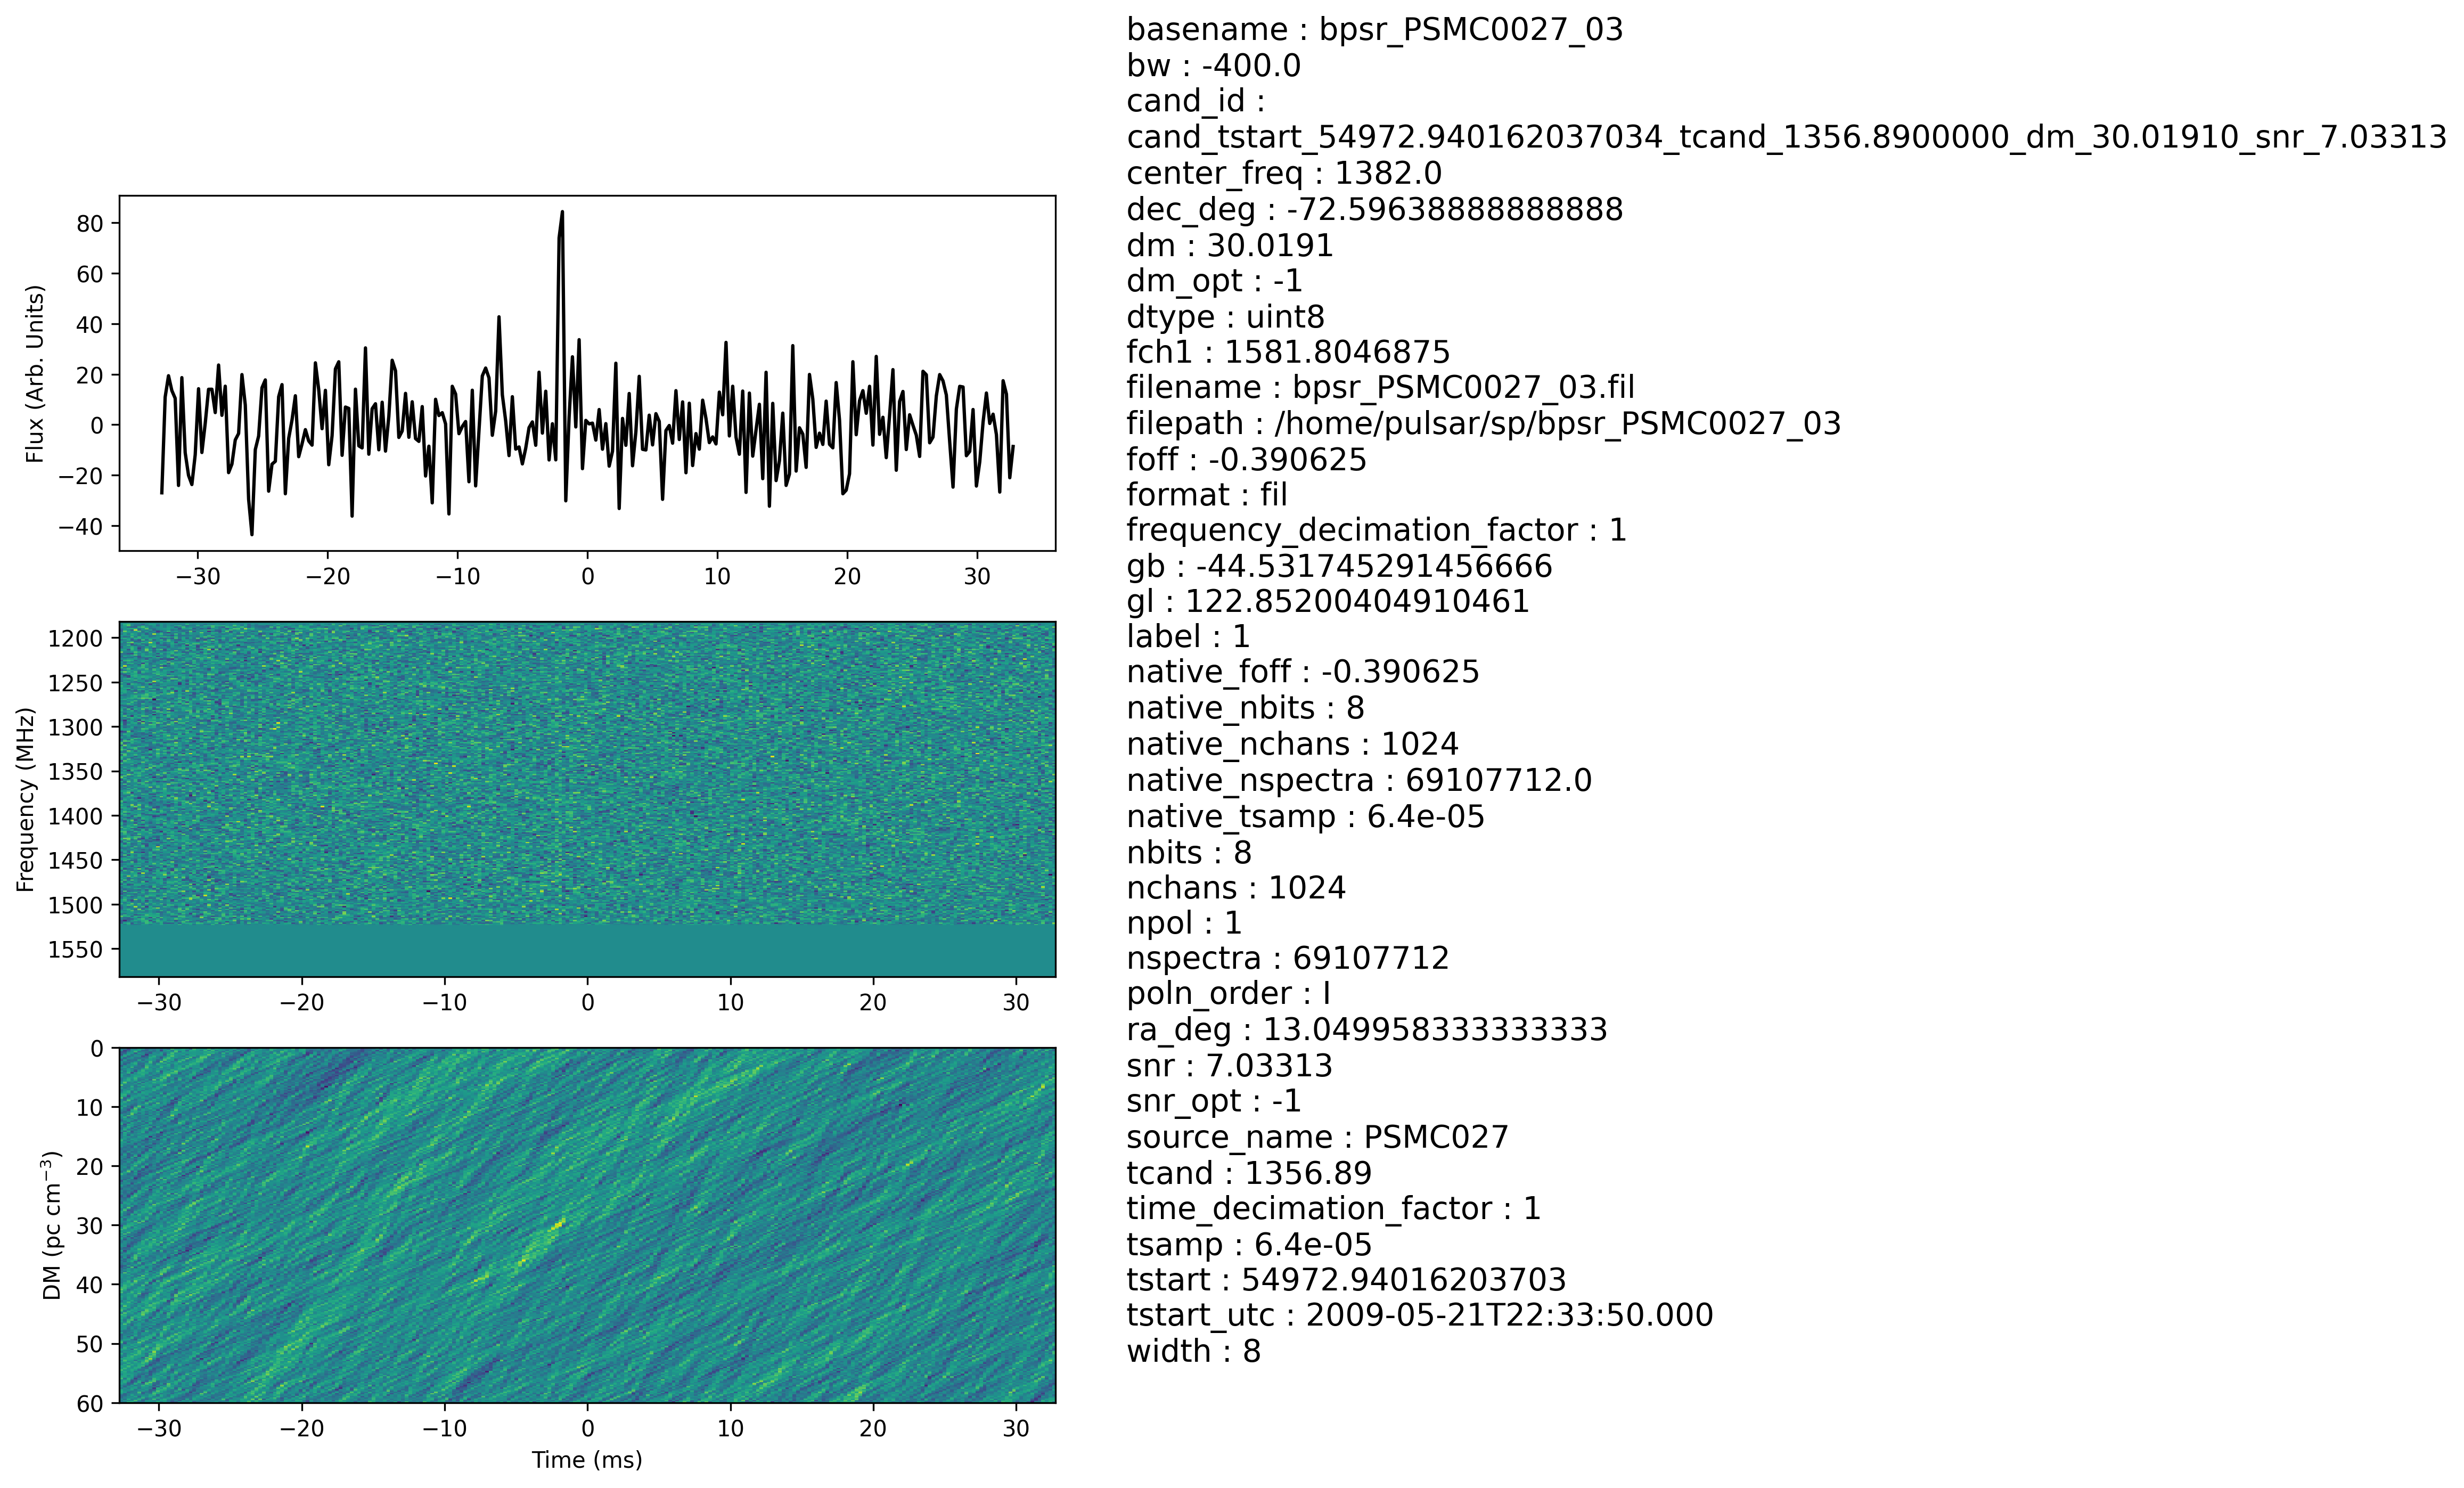 basename : bpsr_PSMC0027_03
bw : -400.0
cand_id :
cand_tstart_54972.940162037034_tcand_1356.8900000_dm_30.01910_snr_7.03313
center_freq : 1382.0
dec_deg : -72.59638888888888
dm : 30.0191
dm_opt : -1
dtype : uint8
fch1 : 1581.8046875
filename : bpsr_PSMC0027_03.fil
filepath : /home/pulsar/sp/bpsr_PSMC0027_03
foff : -0.390625
format : fil
frequency_decimation_factor : 1
gb : -44.531745291456666
gl : 122.85200404910461
label : 1
native_foff : -0.390625
native_nbits : 8
native_nchans : 1024
native_nspectra : 69107712.0
native_tsamp : 6.4e-05
nbits : 8
nchans : 1024
npol : 1
nspectra : 69107712
poln_order : I
ra_deg : 13.049958333333333
snr : 7.03313
snr_opt : -1
source_name : PSMC027
tcand : 1356.89
time_decimation_factor : 1
tsamp : 6.4e-05
tstart : 54972.94016203703
tstart_utc : 2009-05-21T22:33:50.000
width : 8
Flux (Arb. Units)
80
60
40
20
0
−20
−40
−30 −20 −10 0 10 20 30
Frequency (MHz)
1200
1250
1300
1350
1400
1450
1500
1550
−30 −20 −10 0 10 20 30
DM (pc cm⁻³)
0
10
20
30
40
50
60
−30 −20 −10 0 10 20 30
Time (ms)